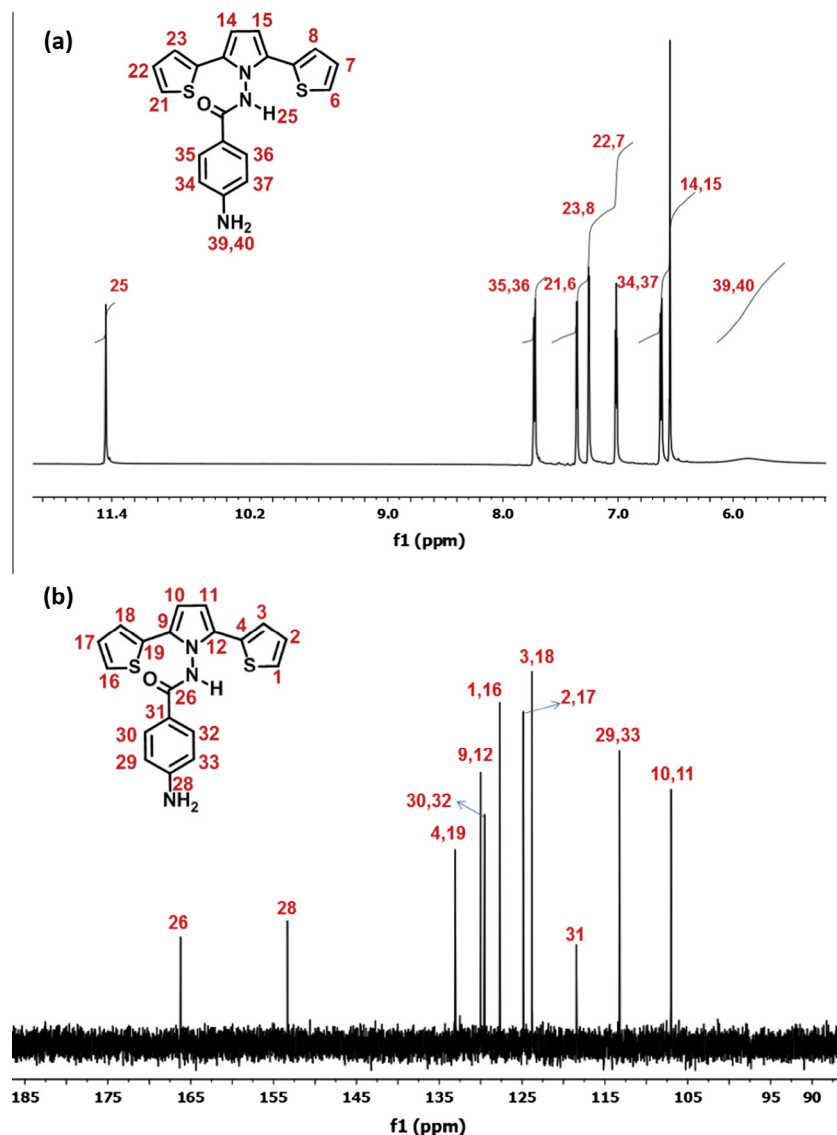 (a)
14 15
23 8
22 7
S N S
21 6
O N H 25
35 36
34 37
NH2
39,40
22,7
23,8
14,15
25
35,36 21,6 34,37 39,40
11.4 10.2 9.0 8.0 7.0 6.0
f1 (ppm)
(b)
10 11
18 9 4 3
17 19 N 12 2
16 S S 1
O N H
26
31
30 32
29 33
28
NH2
3,18
1,16
2,17
9,12
29,33
30,32
10,11
4,19
26
28
31
185 175 165 155 145 135 125 115 105 95 90
f1 (ppm)